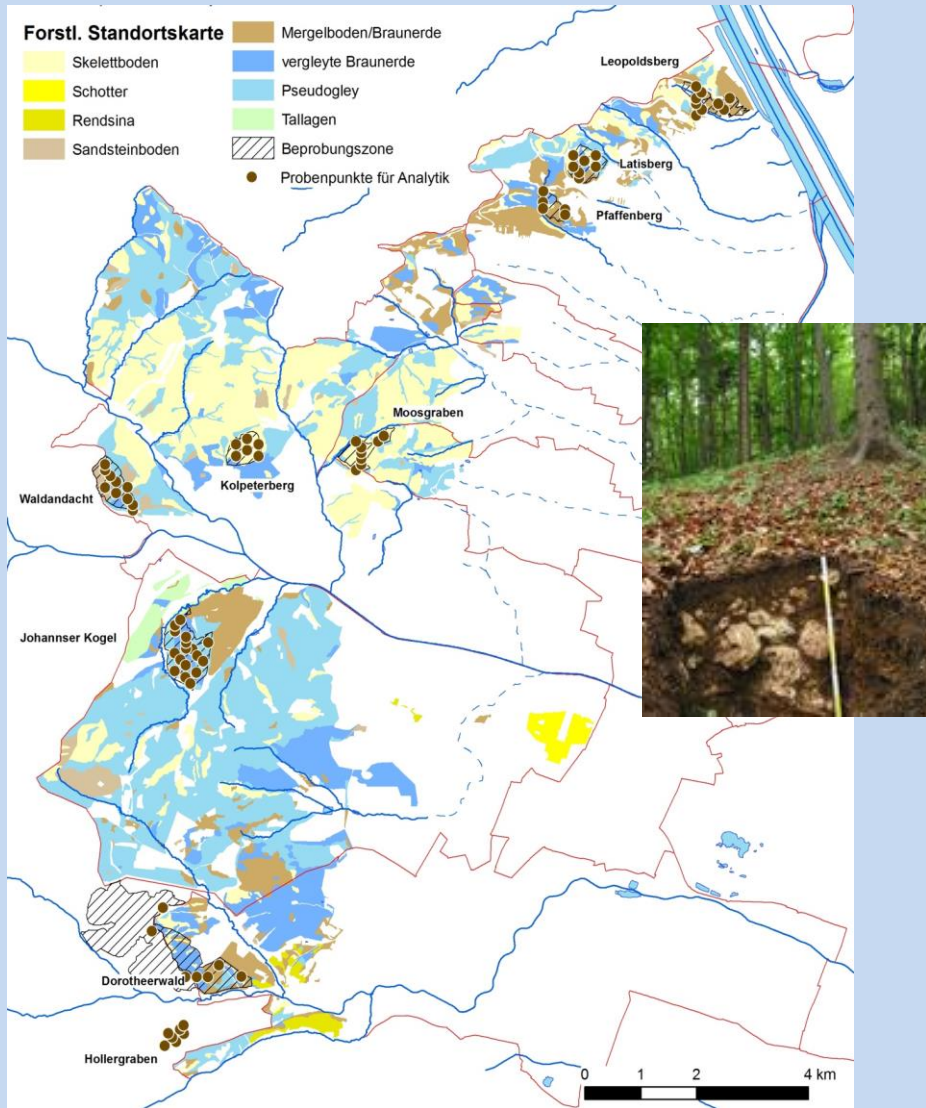 Forstl. Standortskarte
Skelettboden
Schotter
Rendsina
Sandsteinboden
Mergelboden/Braunerde
vergleyte Braunerde
Pseudogley
Tallagen
Beprobungszone
Probenpunkte für Analytik
Leopoldsberg
Latisberg
Pfaffenberg
Moosgraben
Kolpeterberg
Waldandacht
Johannser Kogel
Dorotheerwald
Hollergraben
0 1 2 4 km